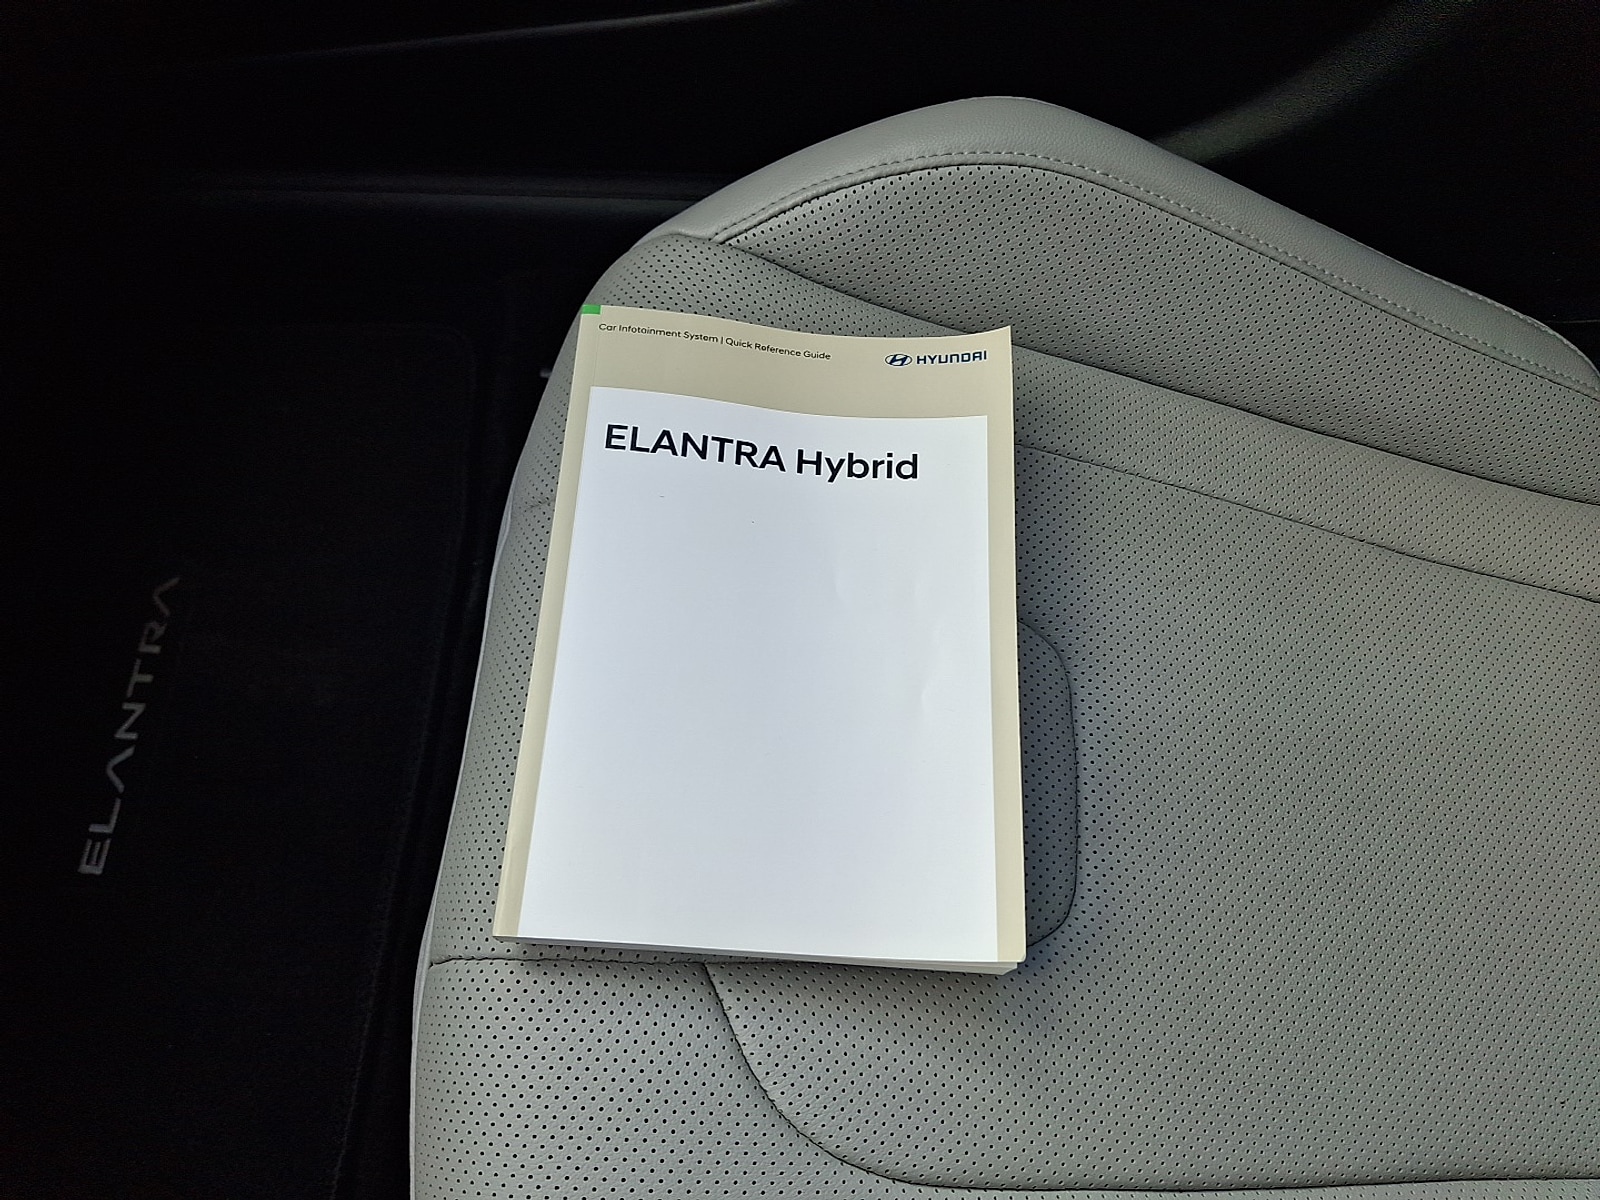 Car Infotainment System | Quick Reference Guide
HYUNDAI
ELANTRA Hybrid
ELANTRA